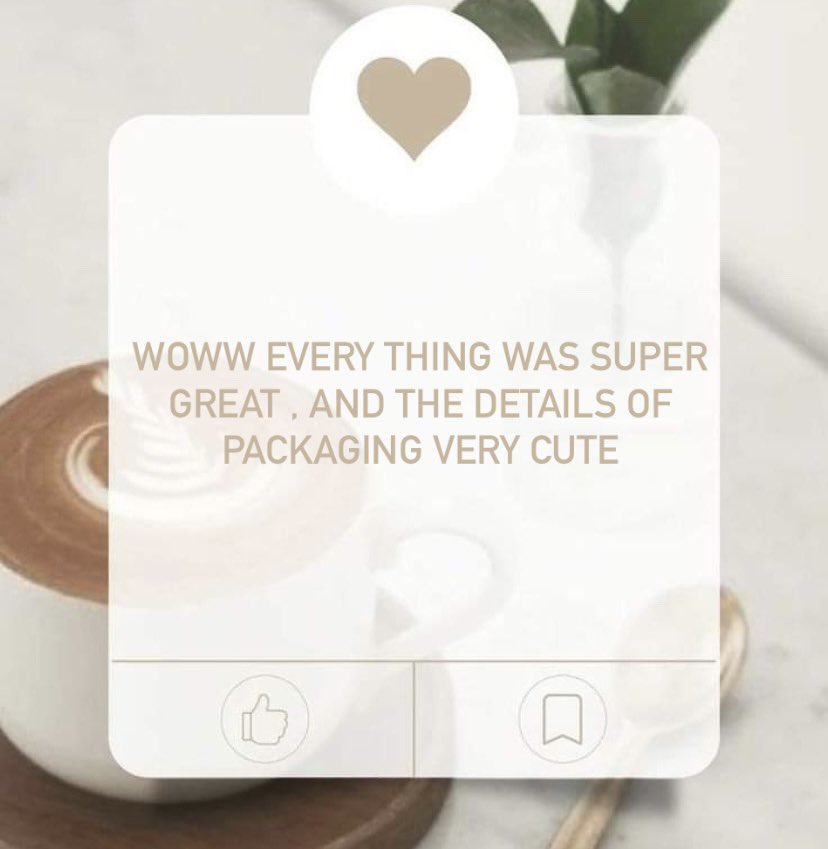 WOWW EVERY THING WAS SUPER
GREAT , AND THE DETAILS OF
PACKAGING VERY CUTE